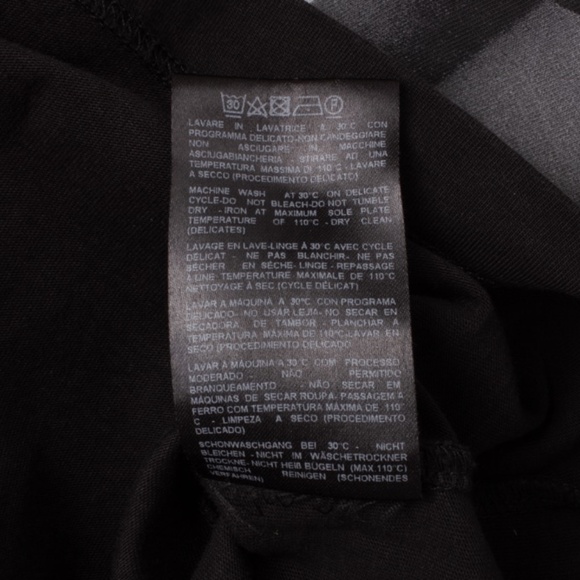 30 P
LAVARE IN LAVATRICE A 30°C CON
PROGRAMMA DELICATO-NON CANDEGGIARE
NON ASCIUGARE IN MACCHINE
ASCIUGABIANCHERIA - STIRARE AD UNA
TEMPERATURA MASSIMA DI 110°C-LAVARE
A SECCO (PROCEDIMENTO DELICATO)
MACHINE WASH AT 30°C ON DELICATE
CYCLE-DO NOT BLEACH-DO NOT TUMBLE
DRY - IRON AT MAXIMUM SOLE PLATE
TEMPERATURE OF 110°C - DRY CLEAN
(DELICATES)
LAVAGE EN LAVE-LINGE À 30°C AVEC CYCLE
DÉLICAT - NE PAS BLANCHIR- NE PAS
SÉCHER EN SÈCHE-LINGE - REPASSAGE
À UNE TEMPÉRATURE MAXIMALE DE 110°C
NETTOYAGE À SEC (CYCLE DÉLICAT)
LAVAR A MÁQUINA A 30°C CON PROGRAMA
DELICADO- NO USAR LEJÍA- NO SECAR EN
SECADORA DE TAMBOR - PLANCHAR A
TEMPERATURA MÁXIMA DE 110°C-LAVAR EN
SECO (PROCEDIMIENTO DELICADO)
LAVAR À MÁQUINA A 30°C COM PROCESSO
MODERADO - NÃO PERMITIDO
BRANQUEAMENTO - NÃO SECAR EM
MÁQUINAS DE SECAR ROUPA- PASSAGEM A
FERRO COM TEMPERATURA MÁXIMA DE 110°
C - LIMPEZA A SECO (PROCEDIMENTO
DELICADO)
SCHONWASCHGANG BEI 30°C - NICHT
BLEICHEN - NICHT IM WÄSCHETROCKNER
TROCKNE- NICHT HEIß BÜGELN (MAX 110°C)
CHEMISCH REINIGEN (SCHONENDES
VERFAHREN)